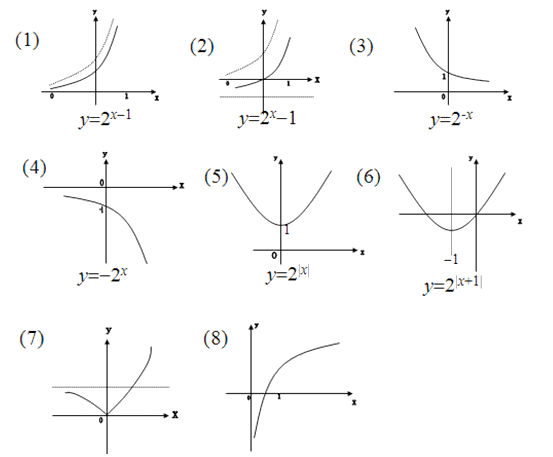 (1) y 0 1 x
y=2^{x−1}
(2) y 0 1 x
y=2^x−1
(3) y 1 0 x
y=2^{-x}
(4) y 0 -1 x
y=−2^x
(5) y 1 0 x
y=2^{|x|}
(6) y x −1
y=2^{|x+1|}
(7) y 0 x
(8) y 0 1 x